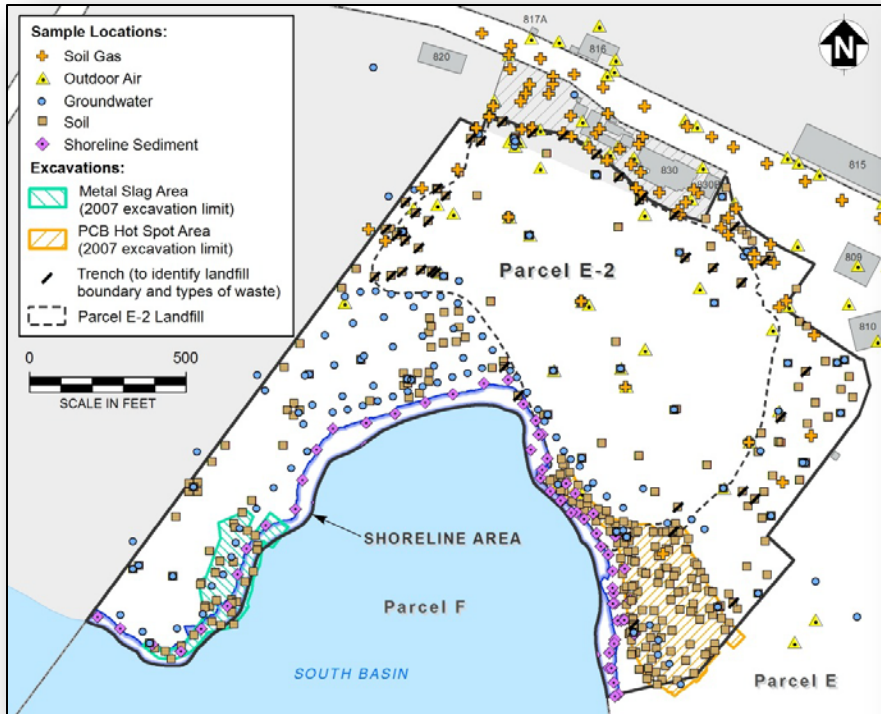 Sample Locations:
Soil Gas
Outdoor Air
Groundwater
Soil
Shoreline Sediment
Excavations:
Metal Slag Area
(2007 excavation limit)
PCB Hot Spot Area
(2007 excavation limit)
Trench (to identify landfill
boundary and types of waste)
Parcel E-2 Landfill
0 500
SCALE IN FEET
817A
820
816
N
815
830
830B
809
810
Parcel E-2
SHORELINE AREA
Parcel F
SOUTH BASIN
Parcel E